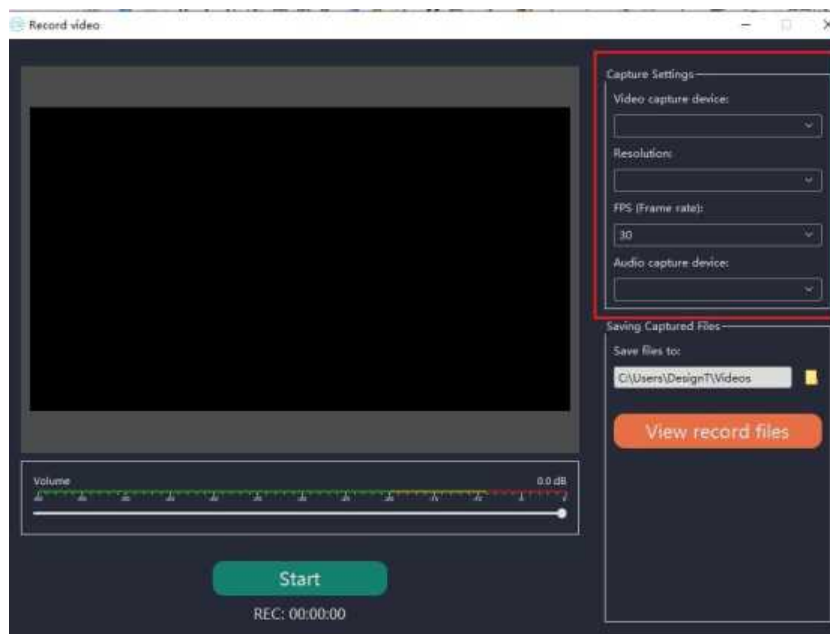 Record video
Capture Settings
Video capture device:
Resolution:
FPS (Frame rate):
30
Audio capture device:
Saving Captured Files
Save files to:
C:\Users\DesignT\Videos
View record files
Volume
0.0 dB
Start
REC: 00:00:00